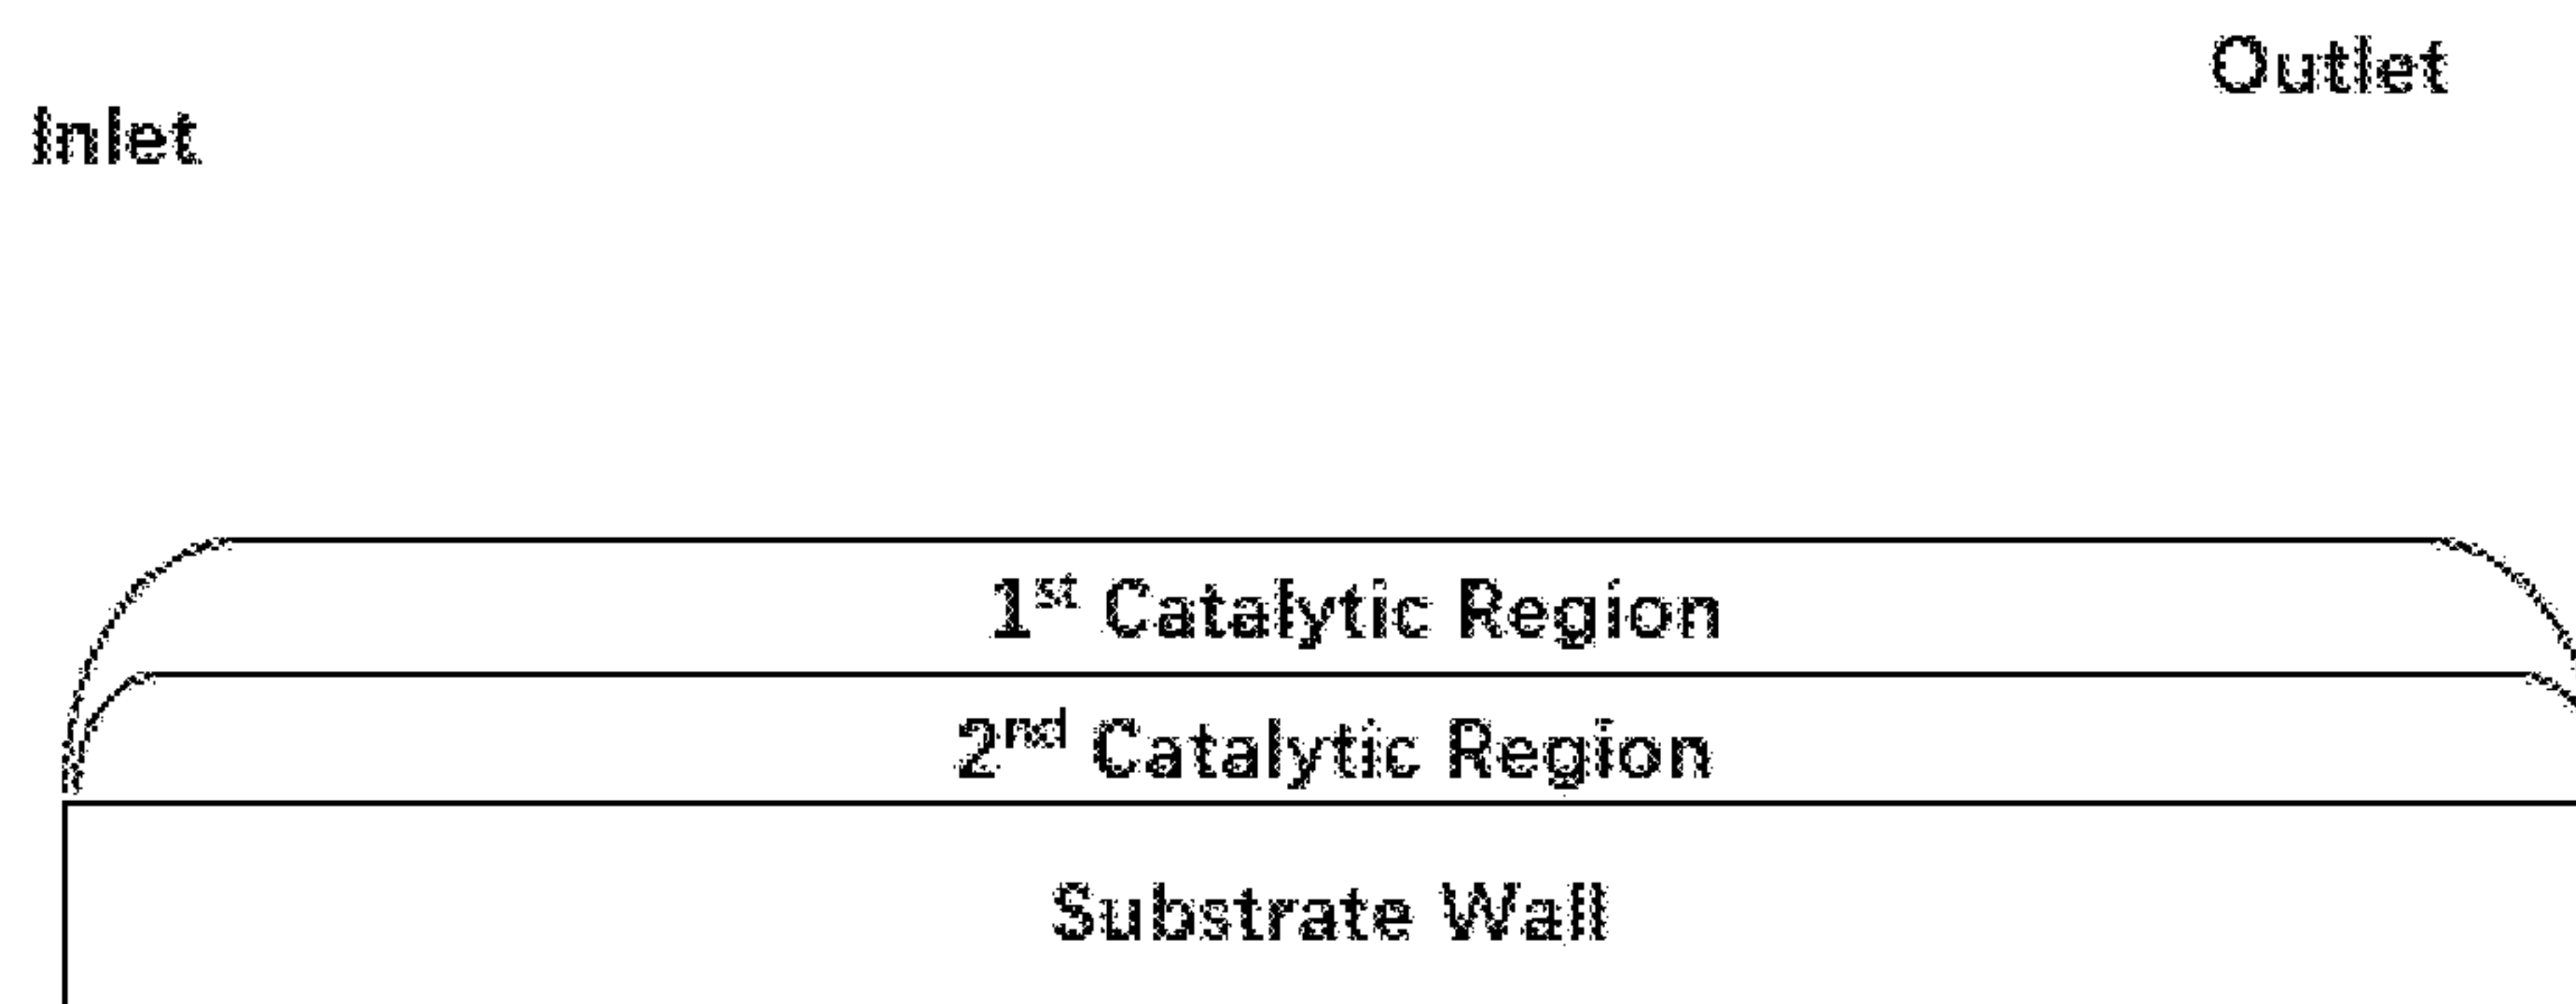 Outlet
Inlet
1st Catalytic Region
2nd Catalytic Region
Substrate Wall